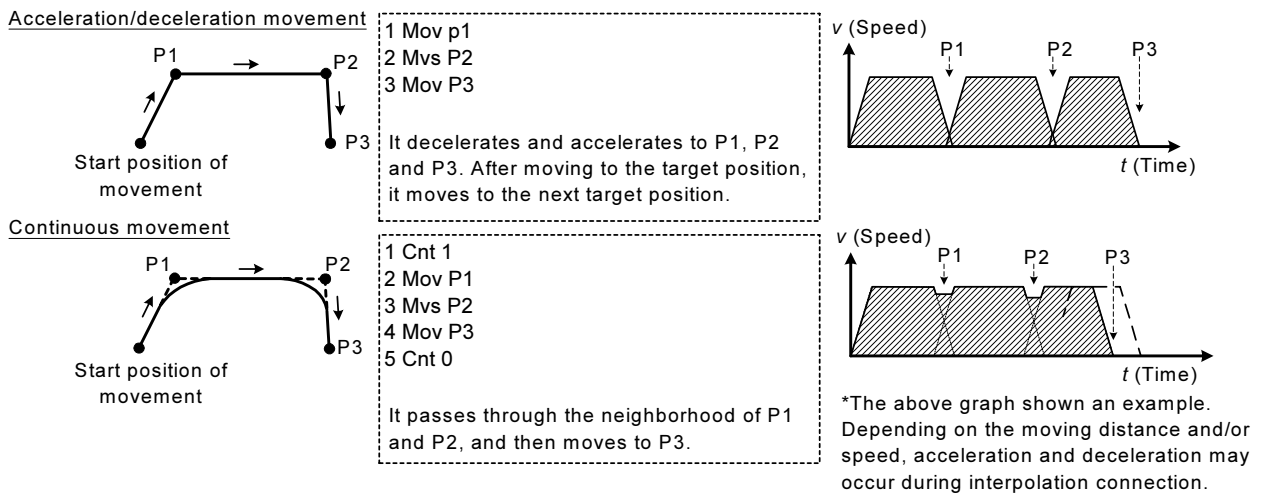 Acceleration/deceleration movement
P1
P2
P3
Start position of
movement
1 Mov p1
2 Mvs P2
3 Mov P3
It decelerates and accelerates to P1, P2
and P3. After moving to the target position,
it moves to the next target position.
v (Speed)
P1
P2
P3
t (Time)
Continuous movement
P1
P2
P3
Start position of
movement
1 Cnt 1
2 Mov P1
3 Mvs P2
4 Mov P3
5 Cnt 0
It passes through the neighborhood of P1
and P2, and then moves to P3.
v (Speed)
P1
P2
P3
t (Time)
*The above graph shown an example.
Depending on the moving distance and/or
speed, acceleration and deceleration may
occur during interpolation connection.